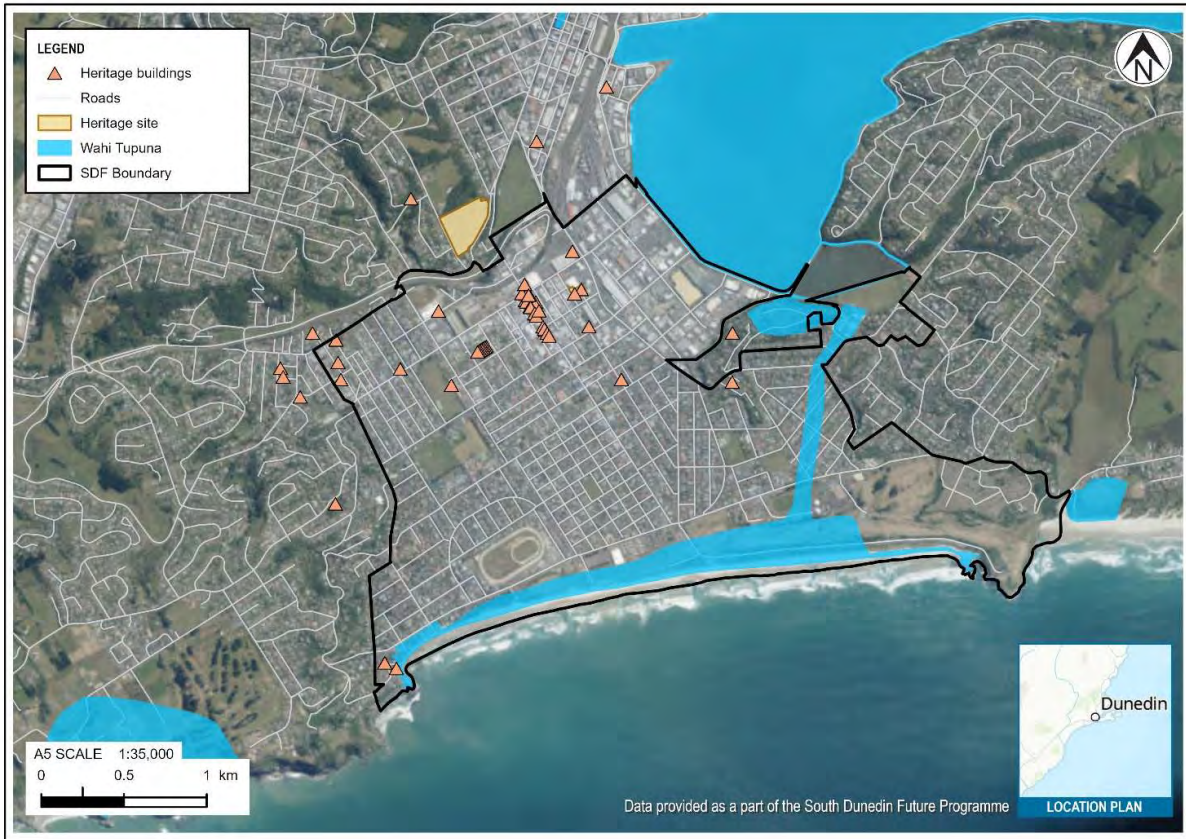 LEGEND
Heritage buildings
Roads
Heritage site
Wahi Tupuna
SDF Boundary
N
A5 SCALE 1:35,000
0 0.5 1 km
Data provided as a part of the South Dunedin Future Programme
Dunedin
LOCATION PLAN